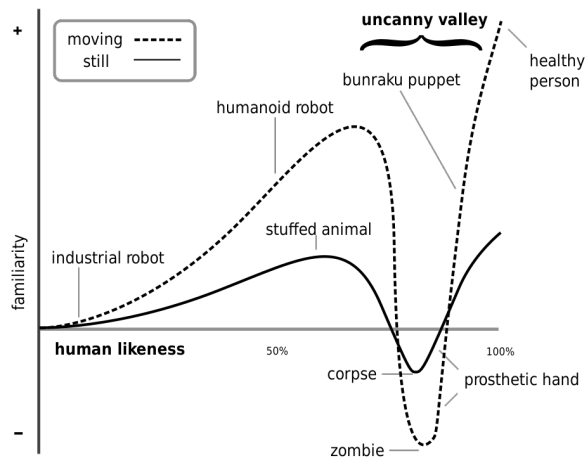 +
uncanny valley
moving
still
healthy
person
bunraku puppet
humanoid robot
stuffed animal
industrial robot
familiarity
human likeness
50%
100%
corpse
prosthetic hand
–
zombie